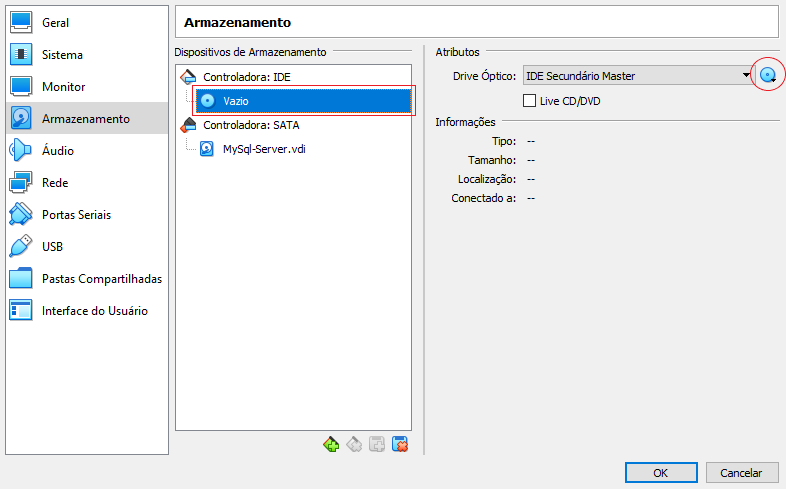 Geral
Sistema
Monitor
Armazenamento
Áudio
Rede
Portas Seriais
USB
Pastas Compartilhadas
Interface do Usuário
Armazenamento
Dispositivos de Armazenamento
Controladora: IDE
Vazio
Controladora: SATA
MySql-Server.vdi
Atributos
Drive Óptico: IDE Secundário Master
Live CD/DVD
Informações
Tipo: --
Tamanho: --
Localização: --
Conectado a: --
OK Cancelar